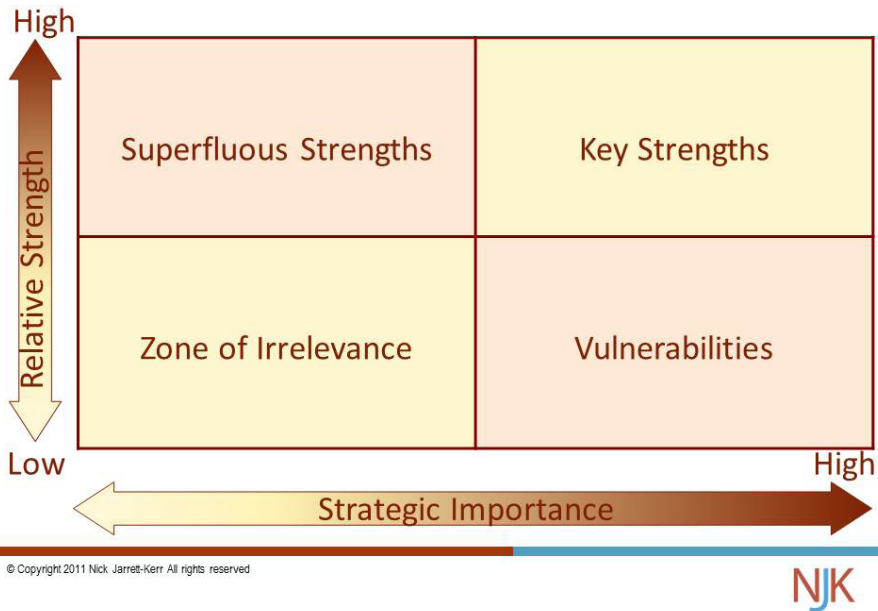 High
Superfluous Strengths
Key Strengths
Relative Strength
Zone of Irrelevance
Vulnerabilities
Low
High
Strategic Importance
© Copyright 2011 Nick Jarrett-Kerr All rights reserved
NJK